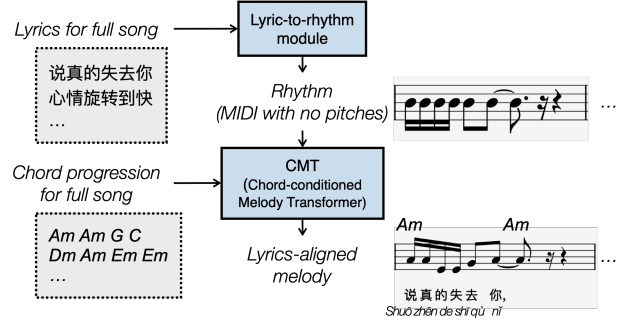 Lyrics for full song
说真的失去你
心情旋转到快
...
Lyric-to-rhythm
module
Rhythm
(MIDI with no pitches)
...
Chord progression
for full song
Am Am G C
Dm Am Em Em
...
CMT
(Chord-conditioned
Melody Transformer)
Lyrics-aligned
melody
Am Am
...
说真的失去 你,
Shuō zhēn de shī qù nǐ